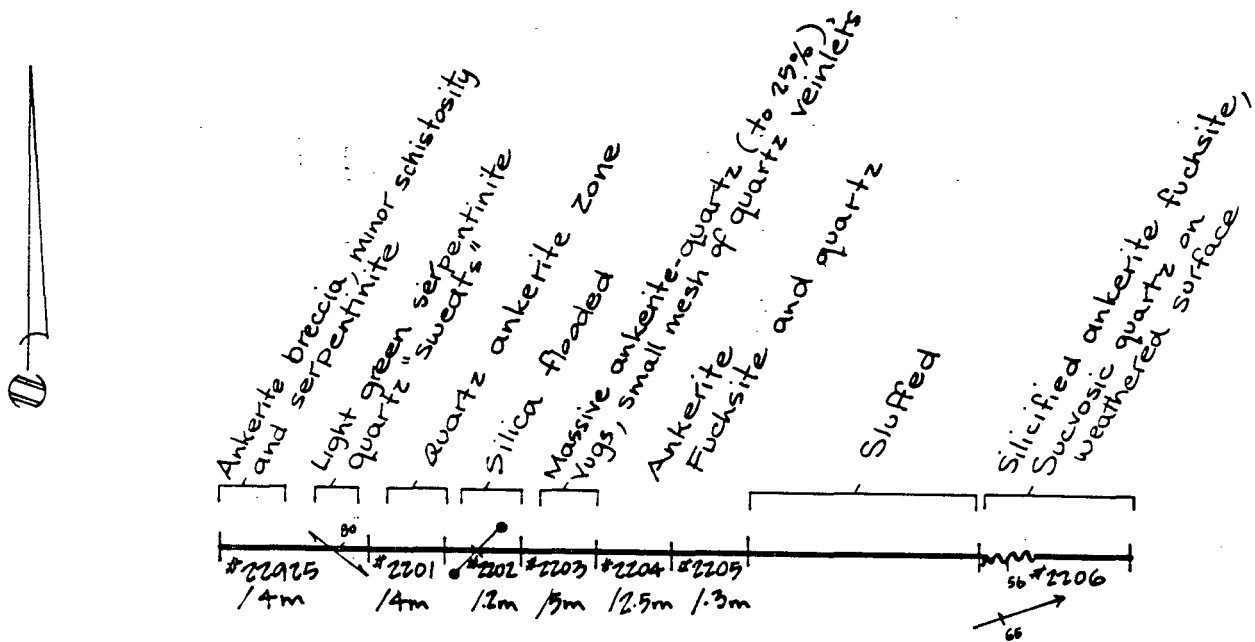 Ankerite breccia, minor schistosity
and serpentinite
Light green serpentinite
quartz "sweats"
Quartz ankerite zone
Silica flooded
Massive ankerite-quartz (to 25%),
Vugs, small mesh of quartz veinlets
Ankerite
Fuchsite and quartz
Sluffed
Silicified ankerite fuchsite,
Sucrosic quartz on
weathered surface
80
#22925
/4m
#2201
/4m
#2202
/.2m
#2203
/5m
#2204
/2.5m
#2205
/.3m
56
#2206
65